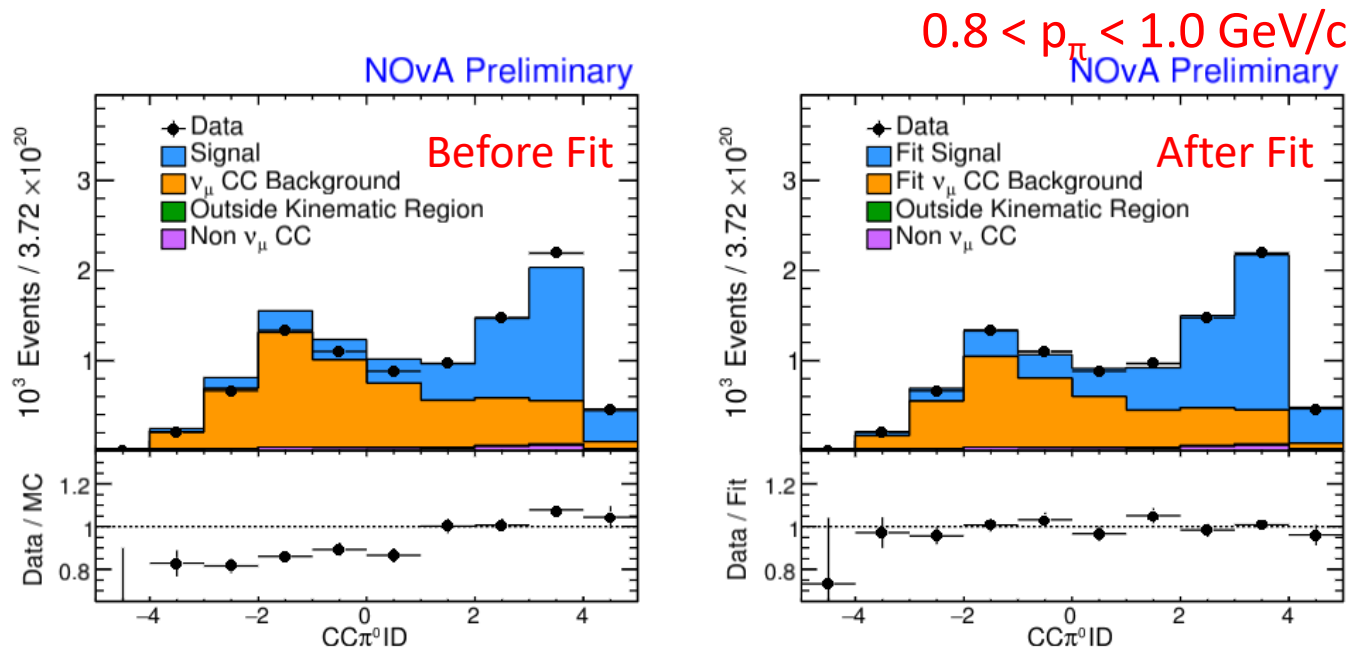 0.8 < pπ < 1.0 GeV/c
NOvA Preliminary
Before Fit
Data
Signal
νμ CC Background
Outside Kinematic Region
Non νμ CC
10³ Events / 3.72 ×10²⁰
3
2
1
Data / MC
1.2
1
0.8
−4 −2 0 2 4
CCπ⁰ID
NOvA Preliminary
After Fit
Data
Fit Signal
Fit νμ CC Background
Outside Kinematic Region
Non νμ CC
10³ Events / 3.72 ×10²⁰
3
2
1
Data / Fit
1.2
1
0.8
−4 −2 0 2 4
CCπ⁰ID